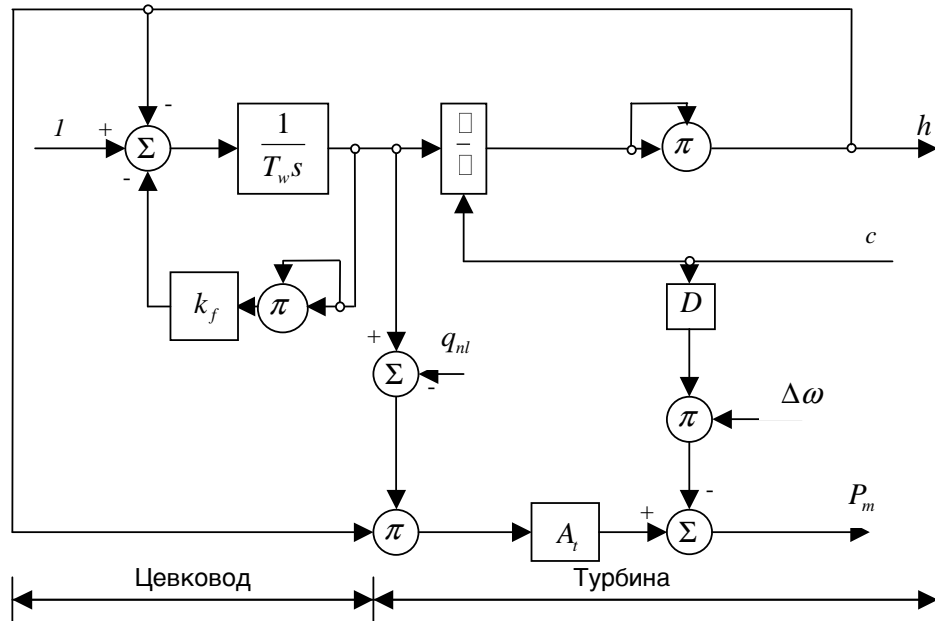 h
1 + - Σ - 1 / T_w s π
c
k_f π D
+ q_nl
Σ - π Δω
- P_m
π A_t + Σ
Цевковод Турбина